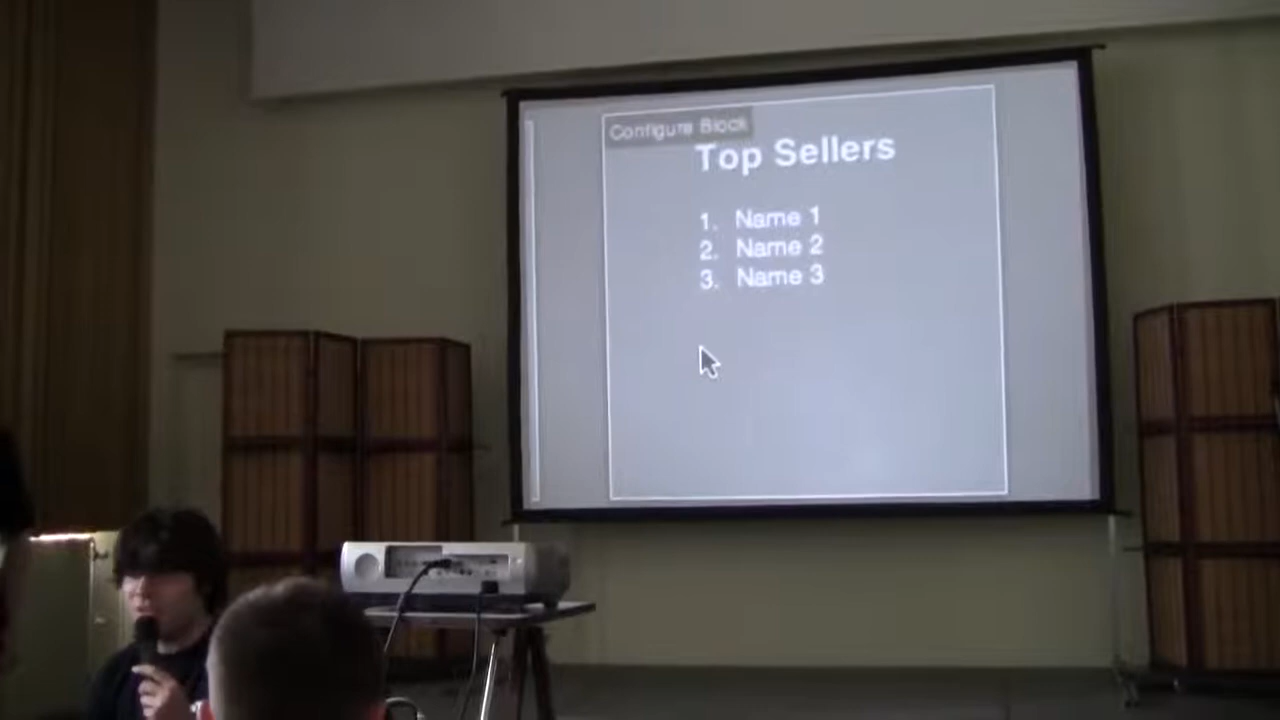 Configure Block
Top Sellers
1. Name 1
2. Name 2
3. Name 3